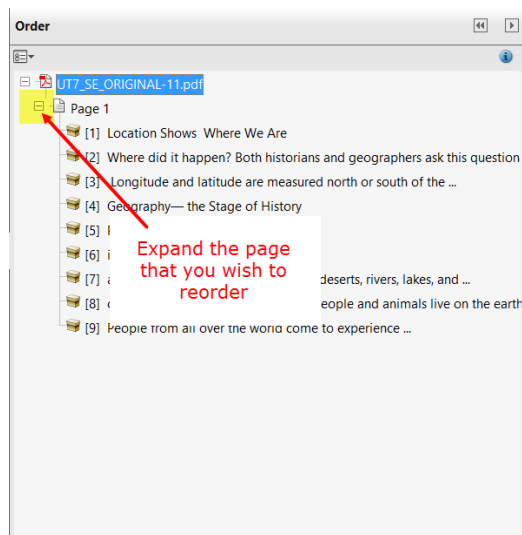 Order
UT7_SE_ORIGINAL-11.pdf
Page 1
[1] Location Shows Where We Are
[2] Where did it happen? Both historians and geographers ask this question
[3] Longitude and latitude are measured north or south of the ...
[4] Geography— the Stage of History
[5]
[6]
[7] deserts, rivers, lakes, and ...
[8] people and animals live on the earth
[9] People from all over the world come to experience ...
Expand the page
that you wish to
reorder